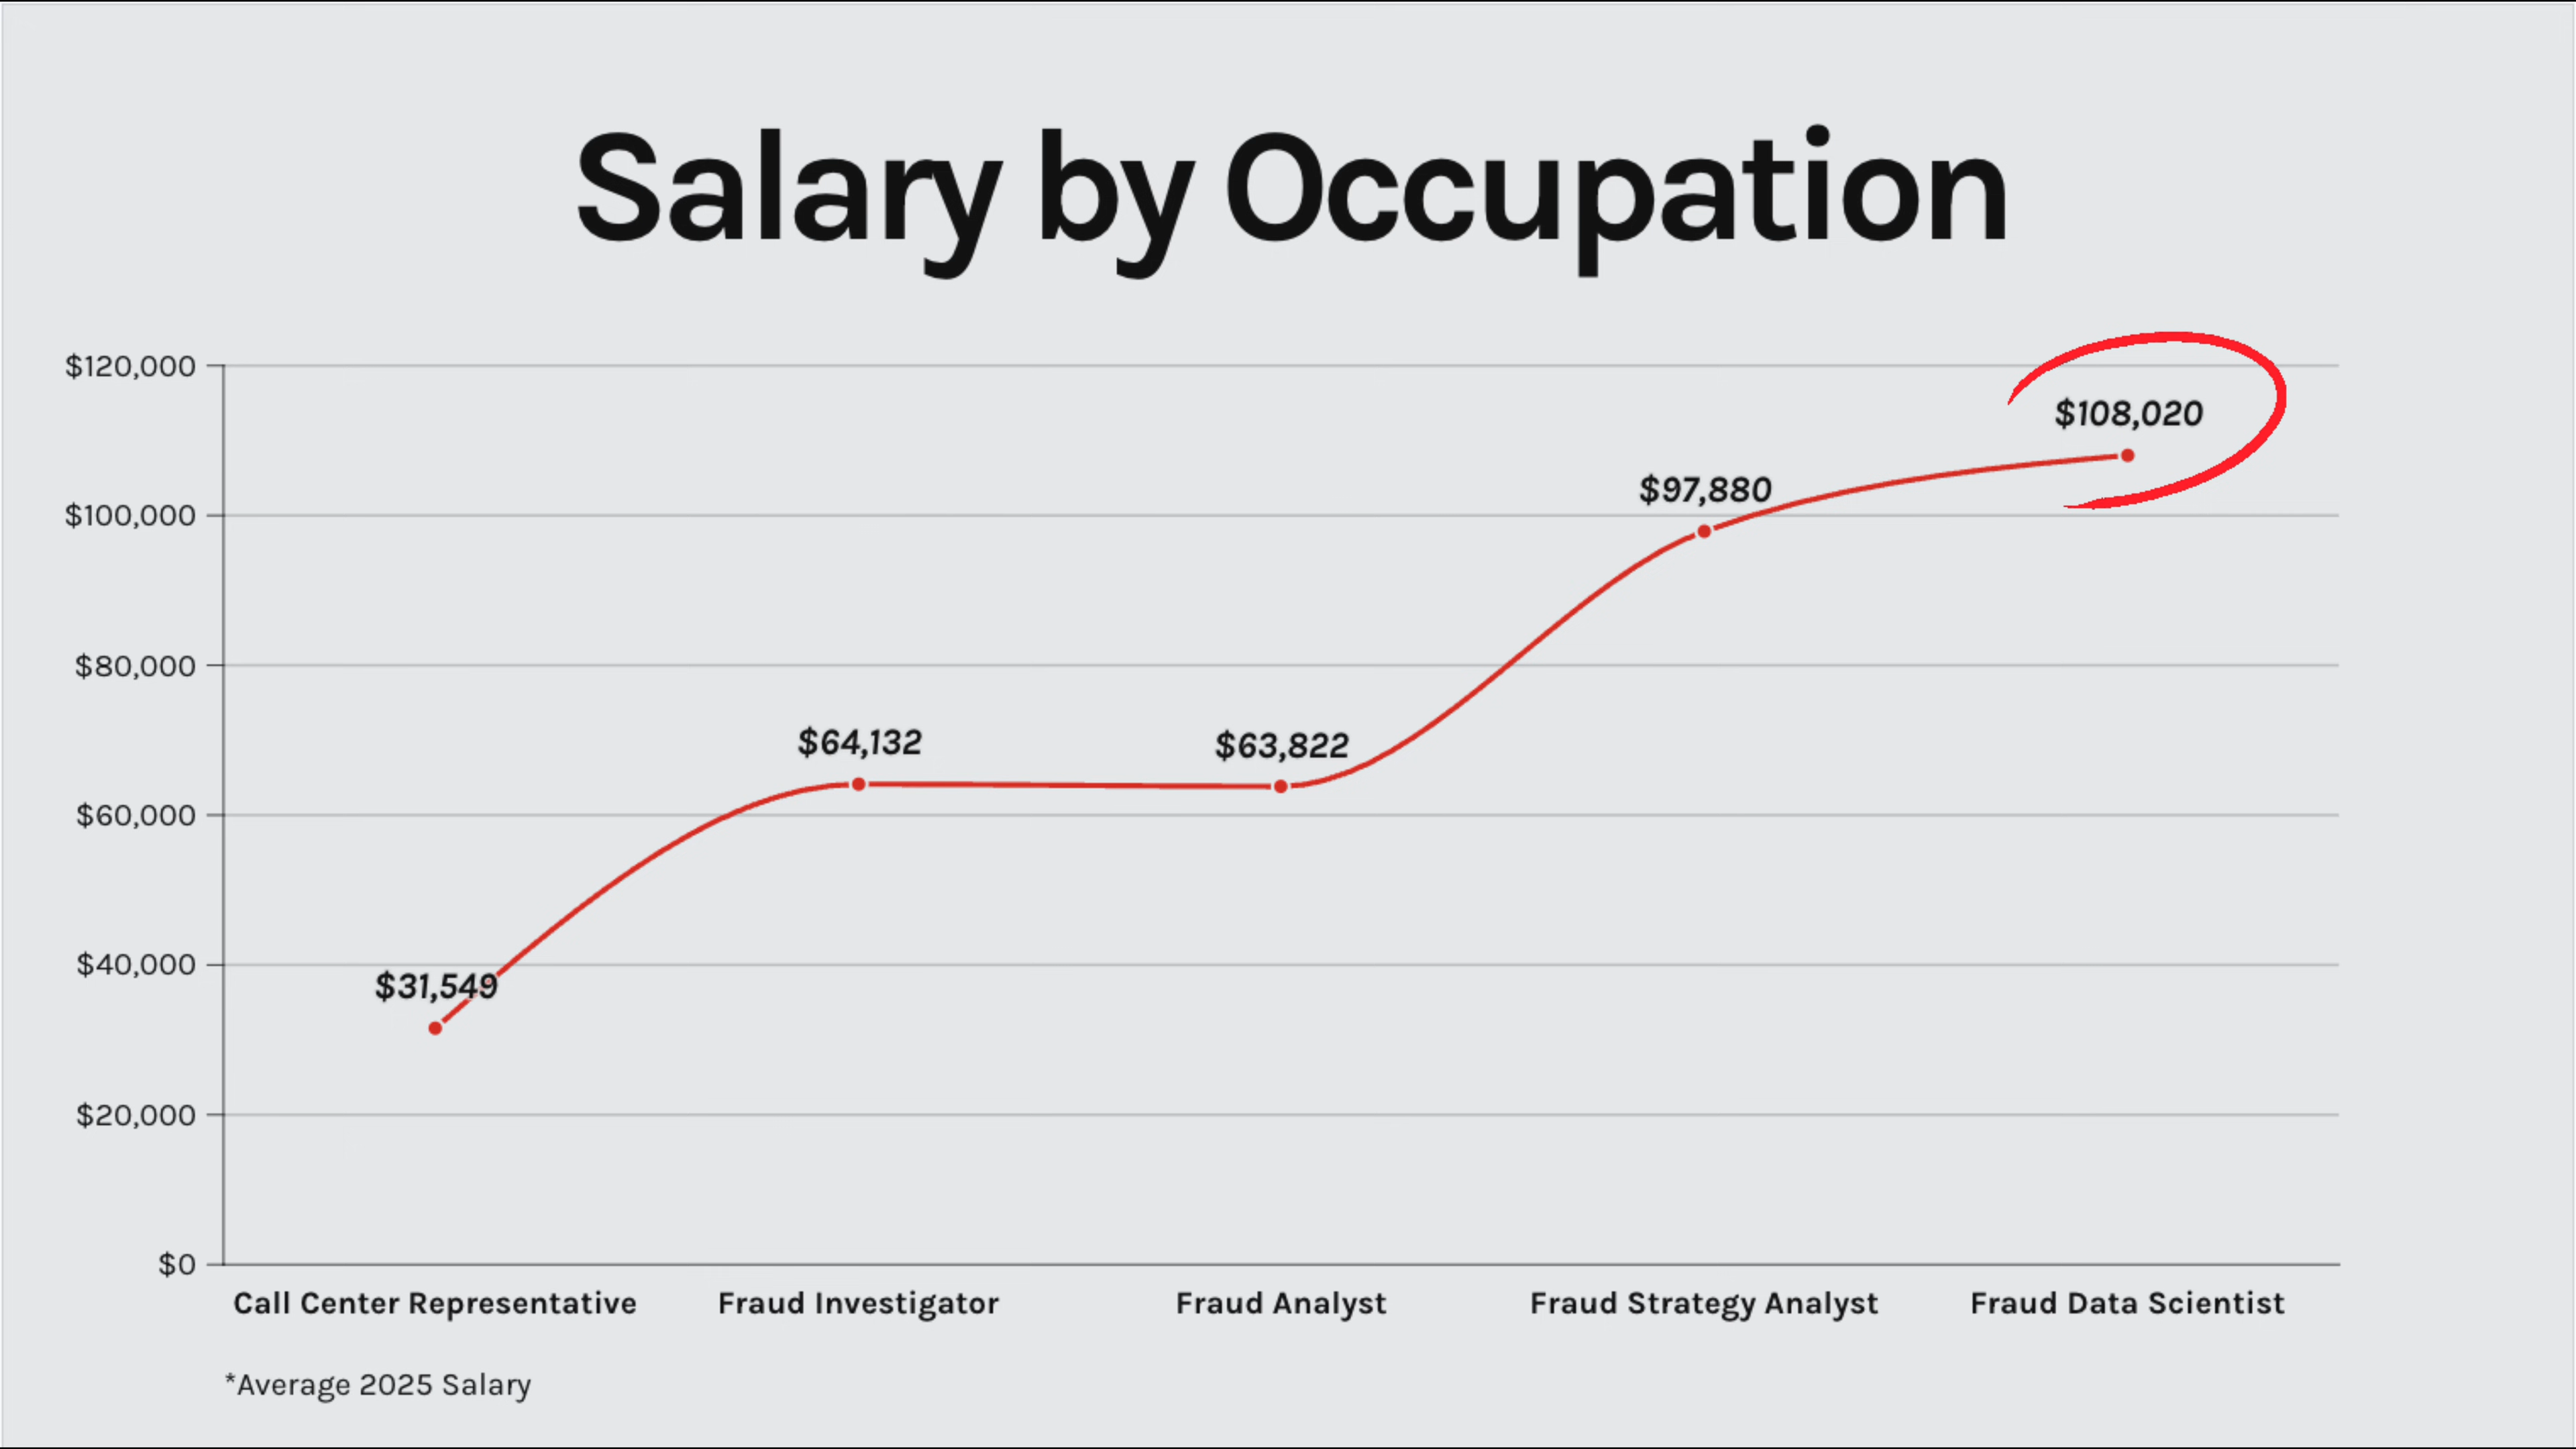 Salary by Occupation
$120,000
$108,020
$97,880
$100,000
$80,000
$64,132
$63,822
$60,000
$40,000
$31,549
$20,000
$0
Call Center Representative
Fraud Investigator
Fraud Analyst
Fraud Strategy Analyst
Fraud Data Scientist
*Average 2025 Salary